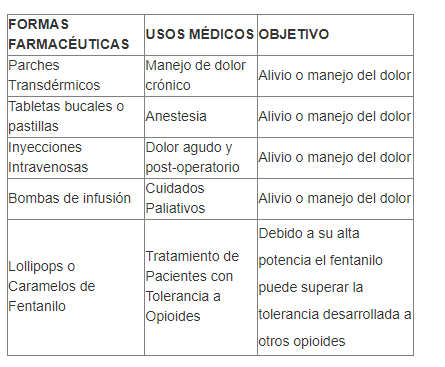 FORMAS
FARMACÉUTICAS
USOS MÉDICOS
OBJETIVO
Parches
Transdérmicos
Manejo de dolor
crónico
Alivio o manejo del dolor
Tabletas bucales o
pastillas
Anestesia
Alivio o manejo del dolor
Inyecciones
Intravenosas
Dolor agudo y
post-operatorio
Alivio o manejo del dolor
Bombas de infusión
Cuidados
Paliativos
Alivio o manejo del dolor
Lollipops o
Caramelos de
Fentanilo
Tratamiento de
Pacientes con
Tolerancia a
Opioides
Debido a su alta
potencia el fentanilo
puede superar la
tolerancia desarrollada a
otros opioides